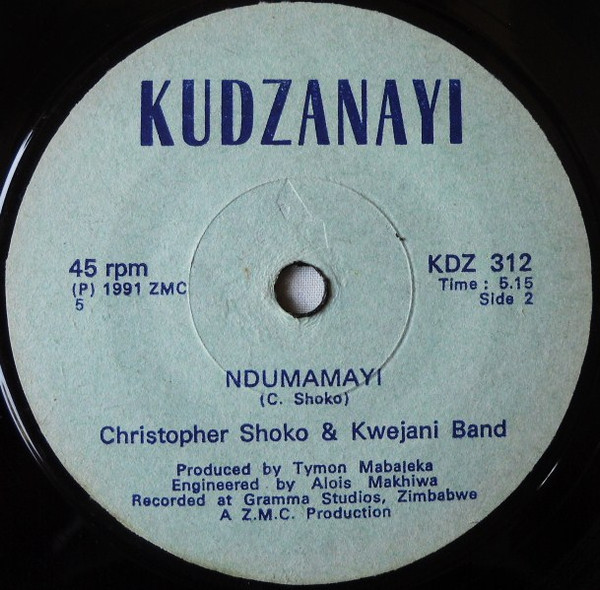 KUDZANAYI
45 rpm
(P) 1991 ZMC
5
KDZ 312
Time : 5.15
Side 2
NDUMAMAYI
(C. Shoko)
Christopher Shoko & Kwejani Band
Produced by Tymon Mabaleka
Engineered by Alois Makhiwa
Recorded at Gramma Studios, Zimbabwe
A Z.M.C. Production